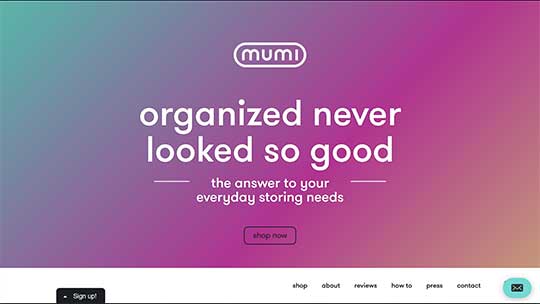 mumi
organized never
looked so good
the answer to your
everyday storing needs
shop now
shop about reviews how to press contact
Sign up!